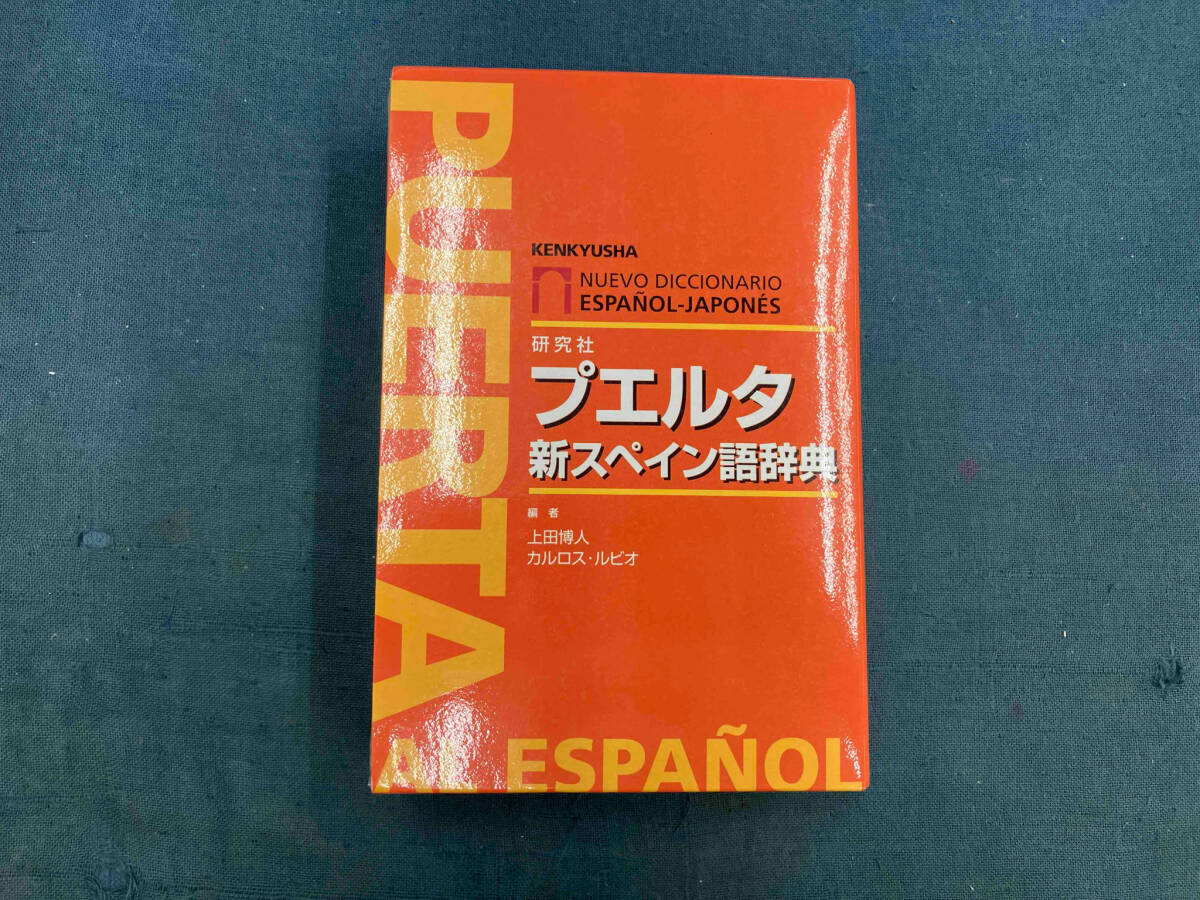 PUERTA
AL ESPAÑOL
KENKYUSHA
NUEVO DICCIONARIO
ESPAÑOL-JAPONÉS
研究社
プエルタ
新スペイン語辞典
編者
上田博人
カルロス・ルビオ